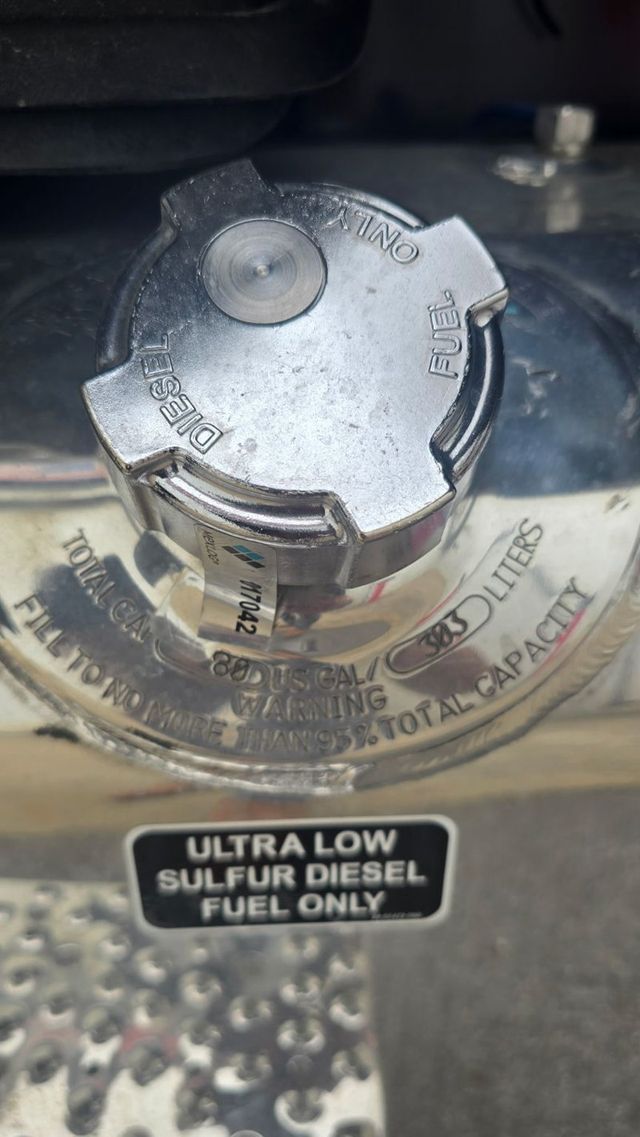 DIESEL
FUEL
ONLY
M7042
TOTAL CA
80 US GAL/ 303 LITERS
WARNING
FILL TO NO MORE THAN 95% TOTAL CAPACITY
ULTRA LOW
SULFUR DIESEL
FUEL ONLY